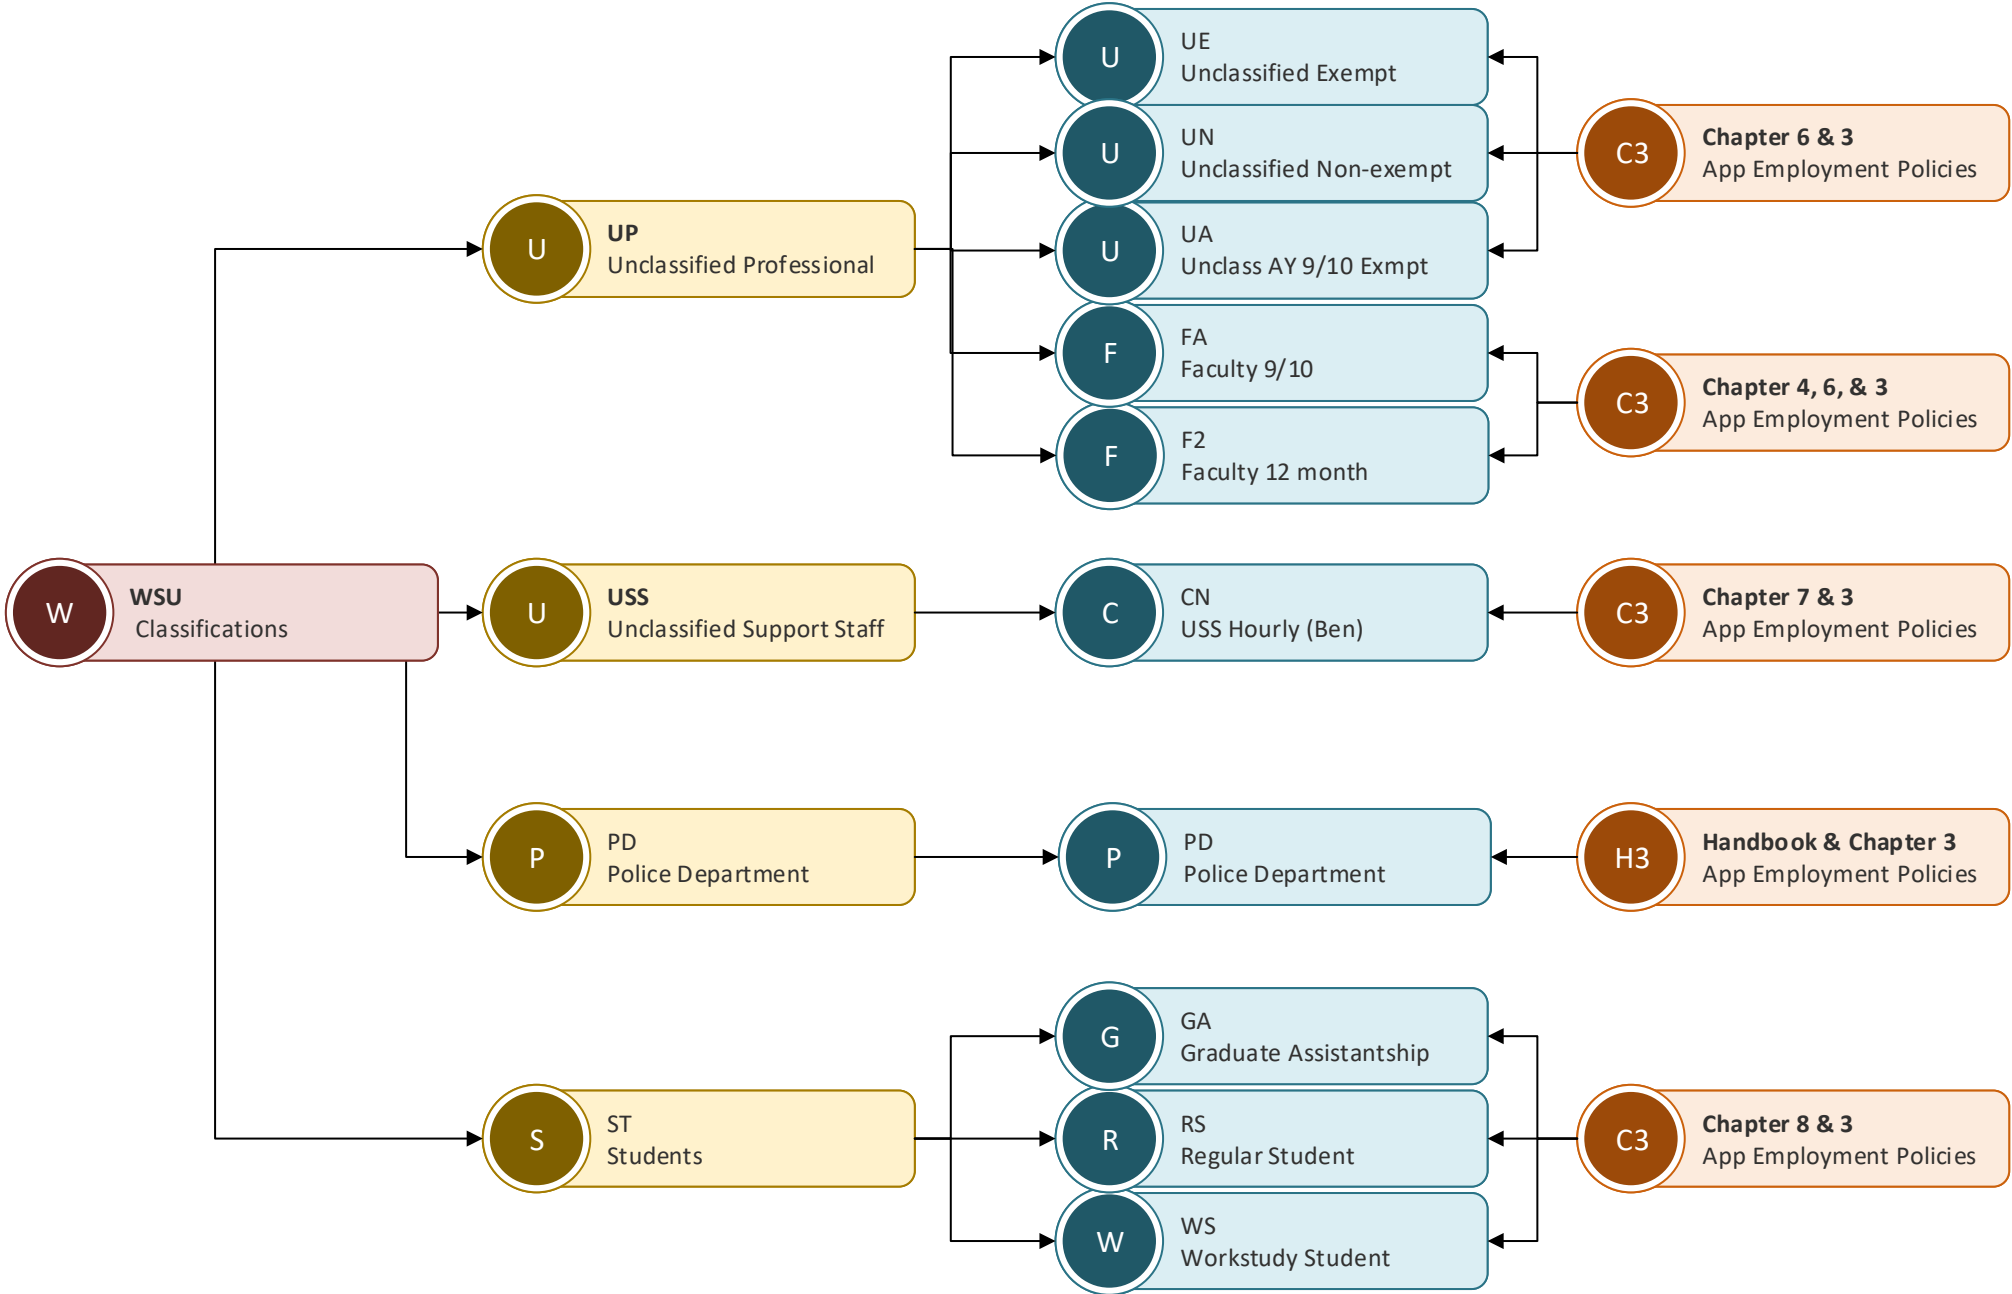 U
UE
Unclassified Exempt
U
UN
Unclassified Non-exempt
C3
Chapter 6 & 3
App Employment Policies
U
UP
Unclassified Professional
U
UA
Unclass AY 9/10 Exmpt
F
FA
Faculty 9/10
C3
Chapter 4, 6, & 3
App Employment Policies
F
F2
Faculty 12 month
W
WSU
Classifications
U
USS
Unclassified Support Staff
C
CN
USS Hourly (Ben)
C3
Chapter 7 & 3
App Employment Policies
P
PD
Police Department
P
PD
Police Department
H3
Handbook & Chapter 3
App Employment Policies
G
GA
Graduate Assistantship
S
ST
Students
R
RS
Regular Student
C3
Chapter 8 & 3
App Employment Policies
W
WS
Workstudy Student